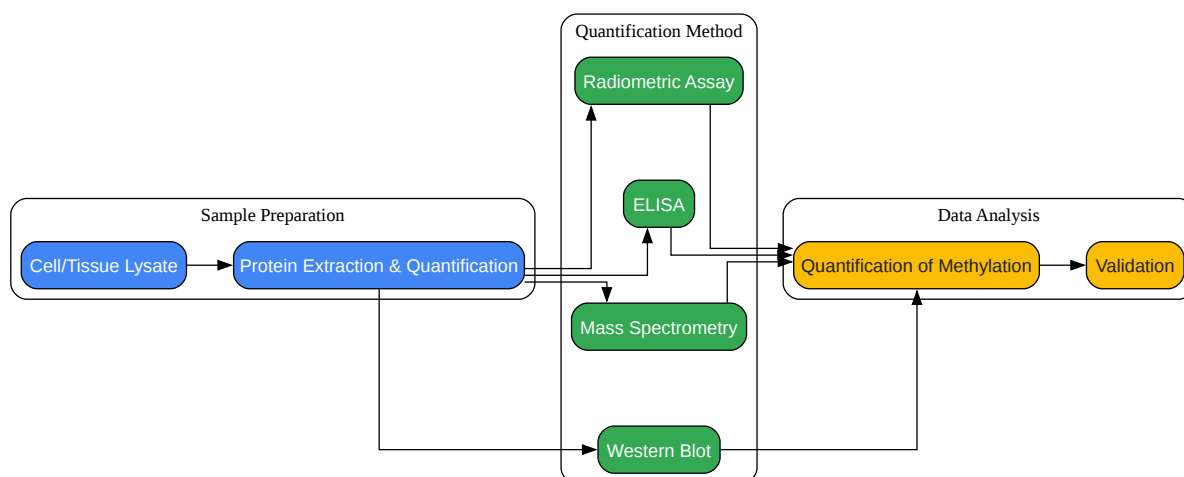 Quantification Method
Radiometric Assay
ELISA
Sample Preparation
Cell/Tissue Lysate
Protein Extraction & Quantification
Mass Spectrometry
Western Blot
Data Analysis
Quantification of Methylation
Validation